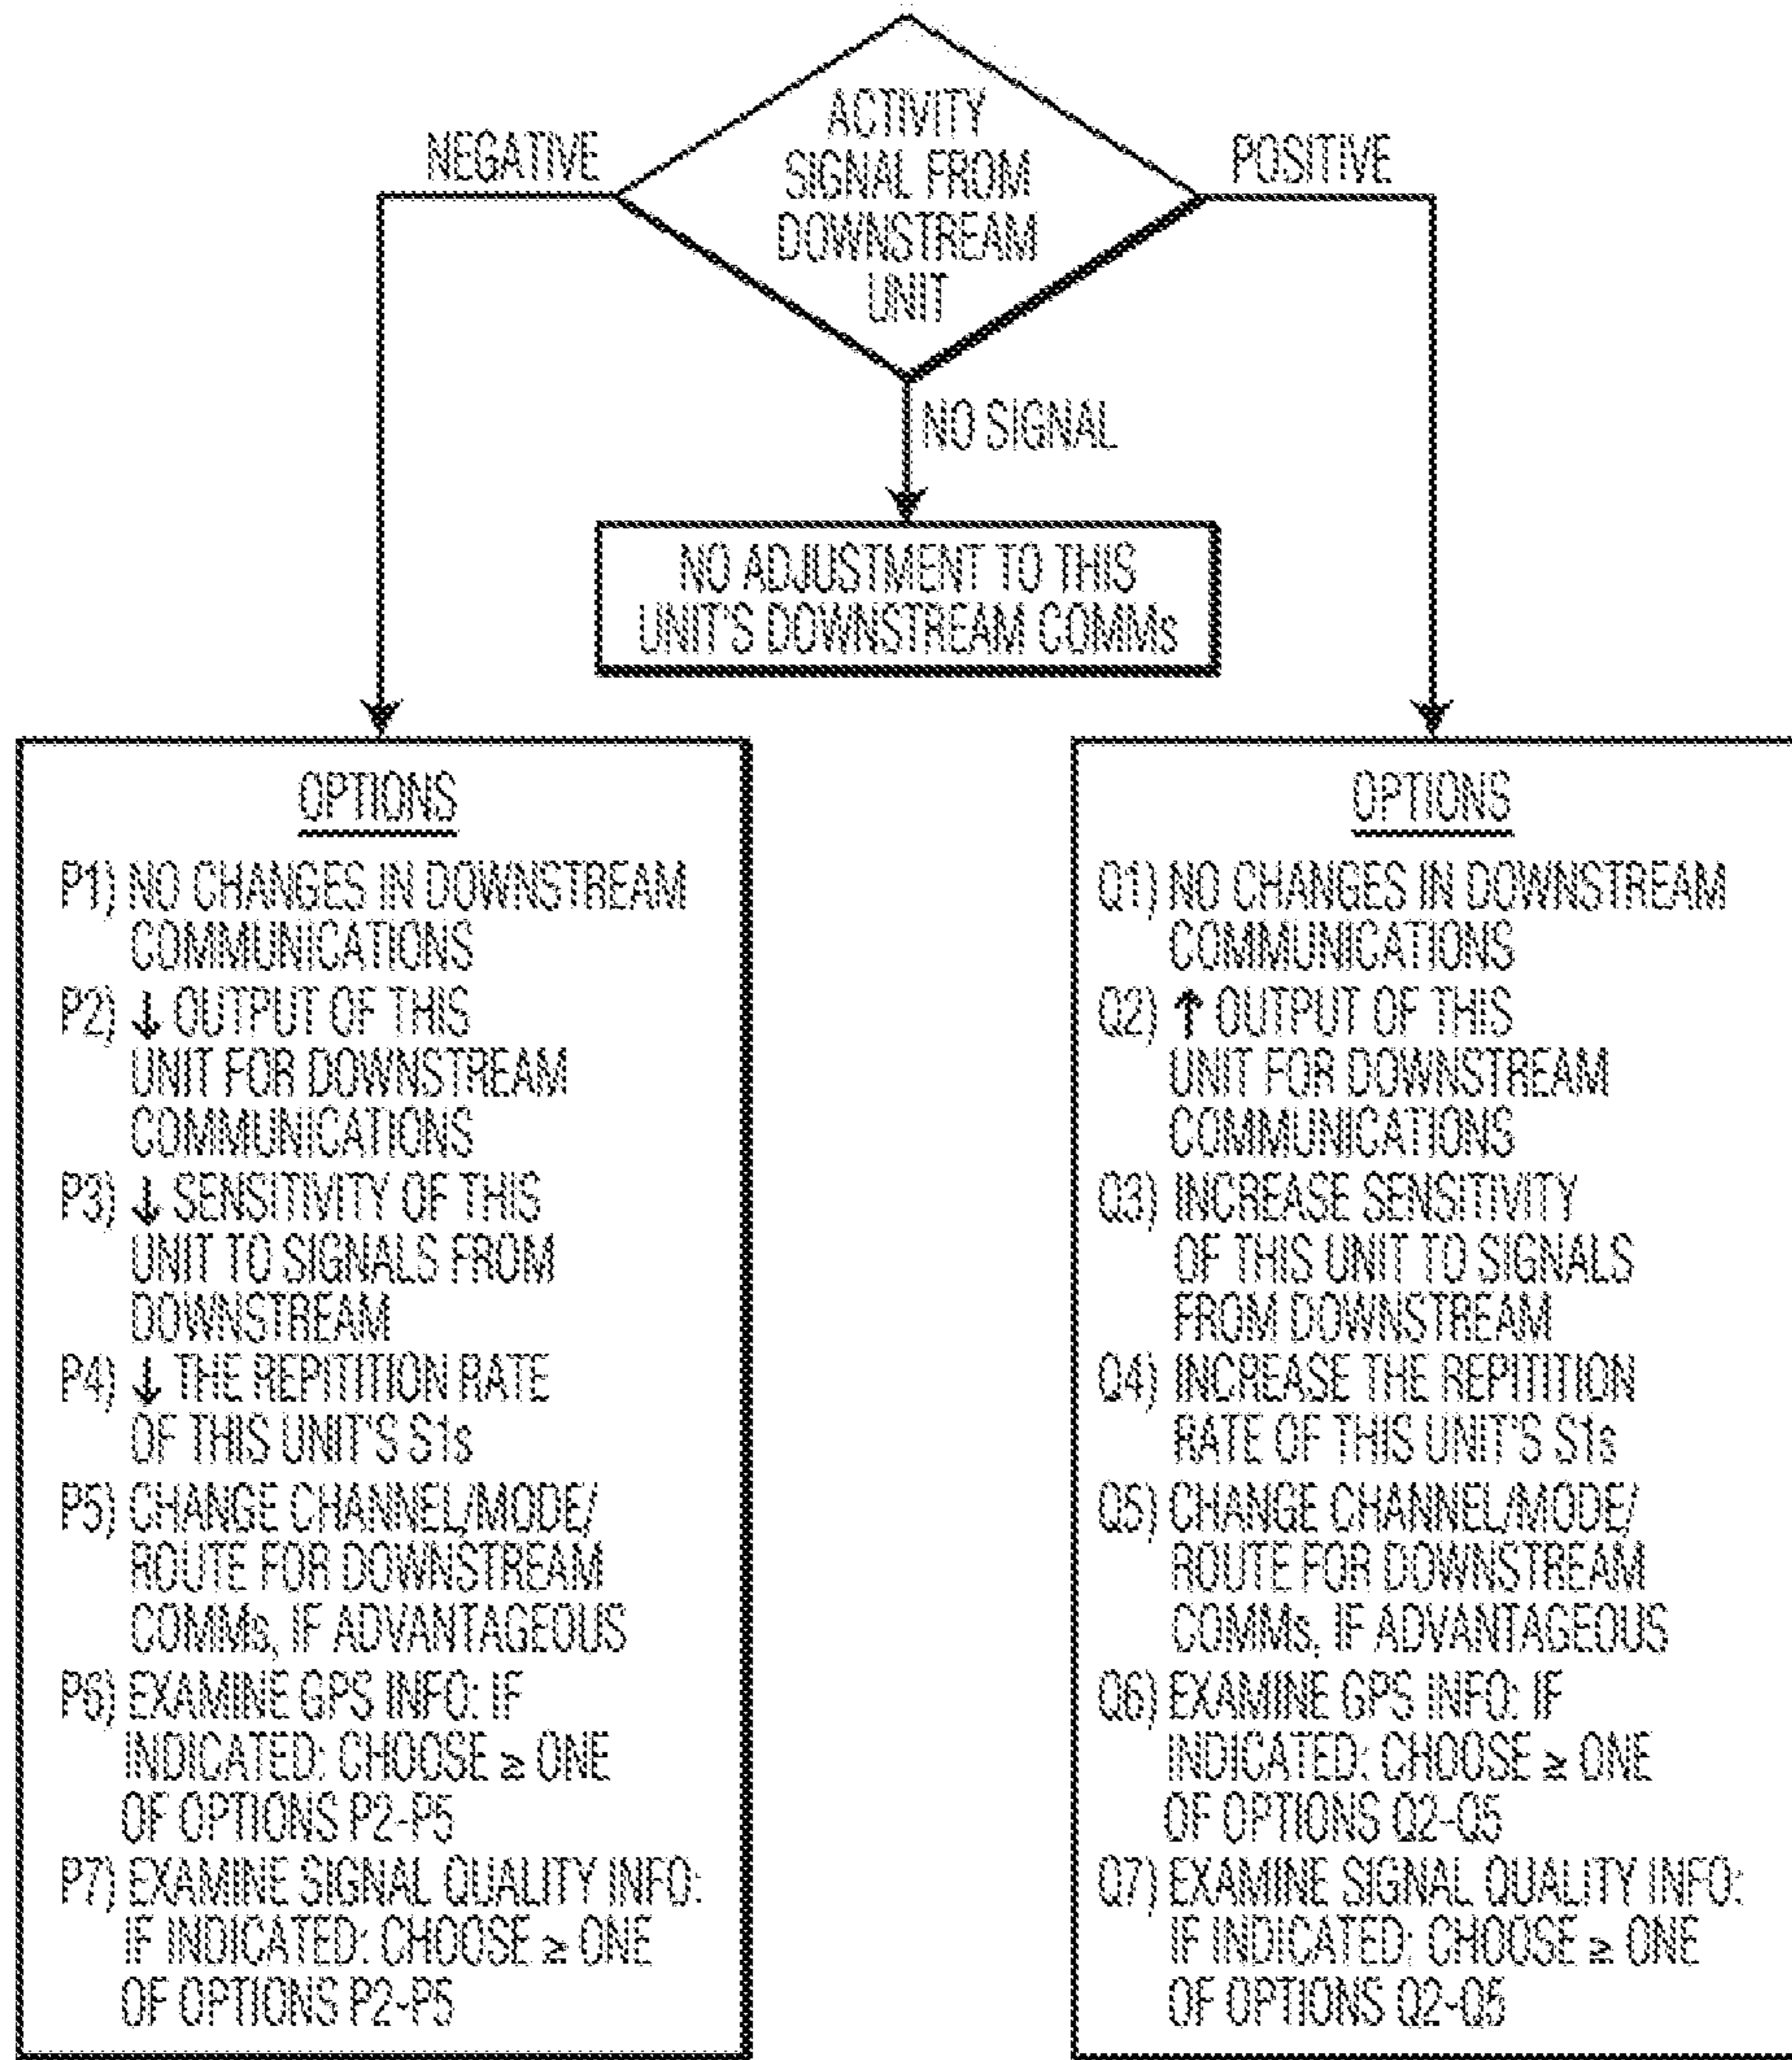 ACTIVITY
SIGNAL FROM
DOWNSTREAM
UNIT
NEGATIVE
POSITIVE
NO SIGNAL
NO ADJUSTMENT TO THIS
UNIT'S DOWNSTREAM COMMs
OPTIONS
P1) NO CHANGES IN DOWNSTREAM
COMMUNICATIONS
P2) ↓ OUTPUT OF THIS
UNIT FOR DOWNSTREAM
COMMUNICATIONS
P3) ↓ SENSITIVITY OF THIS
UNIT TO SIGNALS FROM
DOWNSTREAM
P4) ↓ THE REPITITION RATE
OF THIS UNIT'S S1s
P5) CHANGE CHANNEL/MODE/
ROUTE FOR DOWNSTREAM
COMMs, IF ADVANTAGEOUS
P6) EXAMINE GPS INFO: IF
INDICATED: CHOOSE ≥ ONE
OF OPTIONS P2-P5
P7) EXAMINE SIGNAL QUALITY INFO:
IF INDICATED: CHOOSE ≥ ONE
OF OPTIONS P2-P5
OPTIONS
Q1) NO CHANGES IN DOWNSTREAM
COMMUNICATIONS
Q2) ↑ OUTPUT OF THIS
UNIT FOR DOWNSTREAM
COMMUNICATIONS
Q3) INCREASE SENSITIVITY
OF THIS UNIT TO SIGNALS
FROM DOWNSTREAM
Q4) INCREASE THE REPITITION
RATE OF THIS UNIT'S S1s
Q5) CHANGE CHANNEL/MODE/
ROUTE FOR DOWNSTREAM
COMMs, IF ADVANTAGEOUS
Q6) EXAMINE GPS INFO: IF
INDICATED: CHOOSE ≥ ONE
OF OPTIONS Q2-Q5
Q7) EXAMINE SIGNAL QUALITY INFO:
IF INDICATED: CHOOSE ≥ ONE
OF OPTIONS Q2-Q5